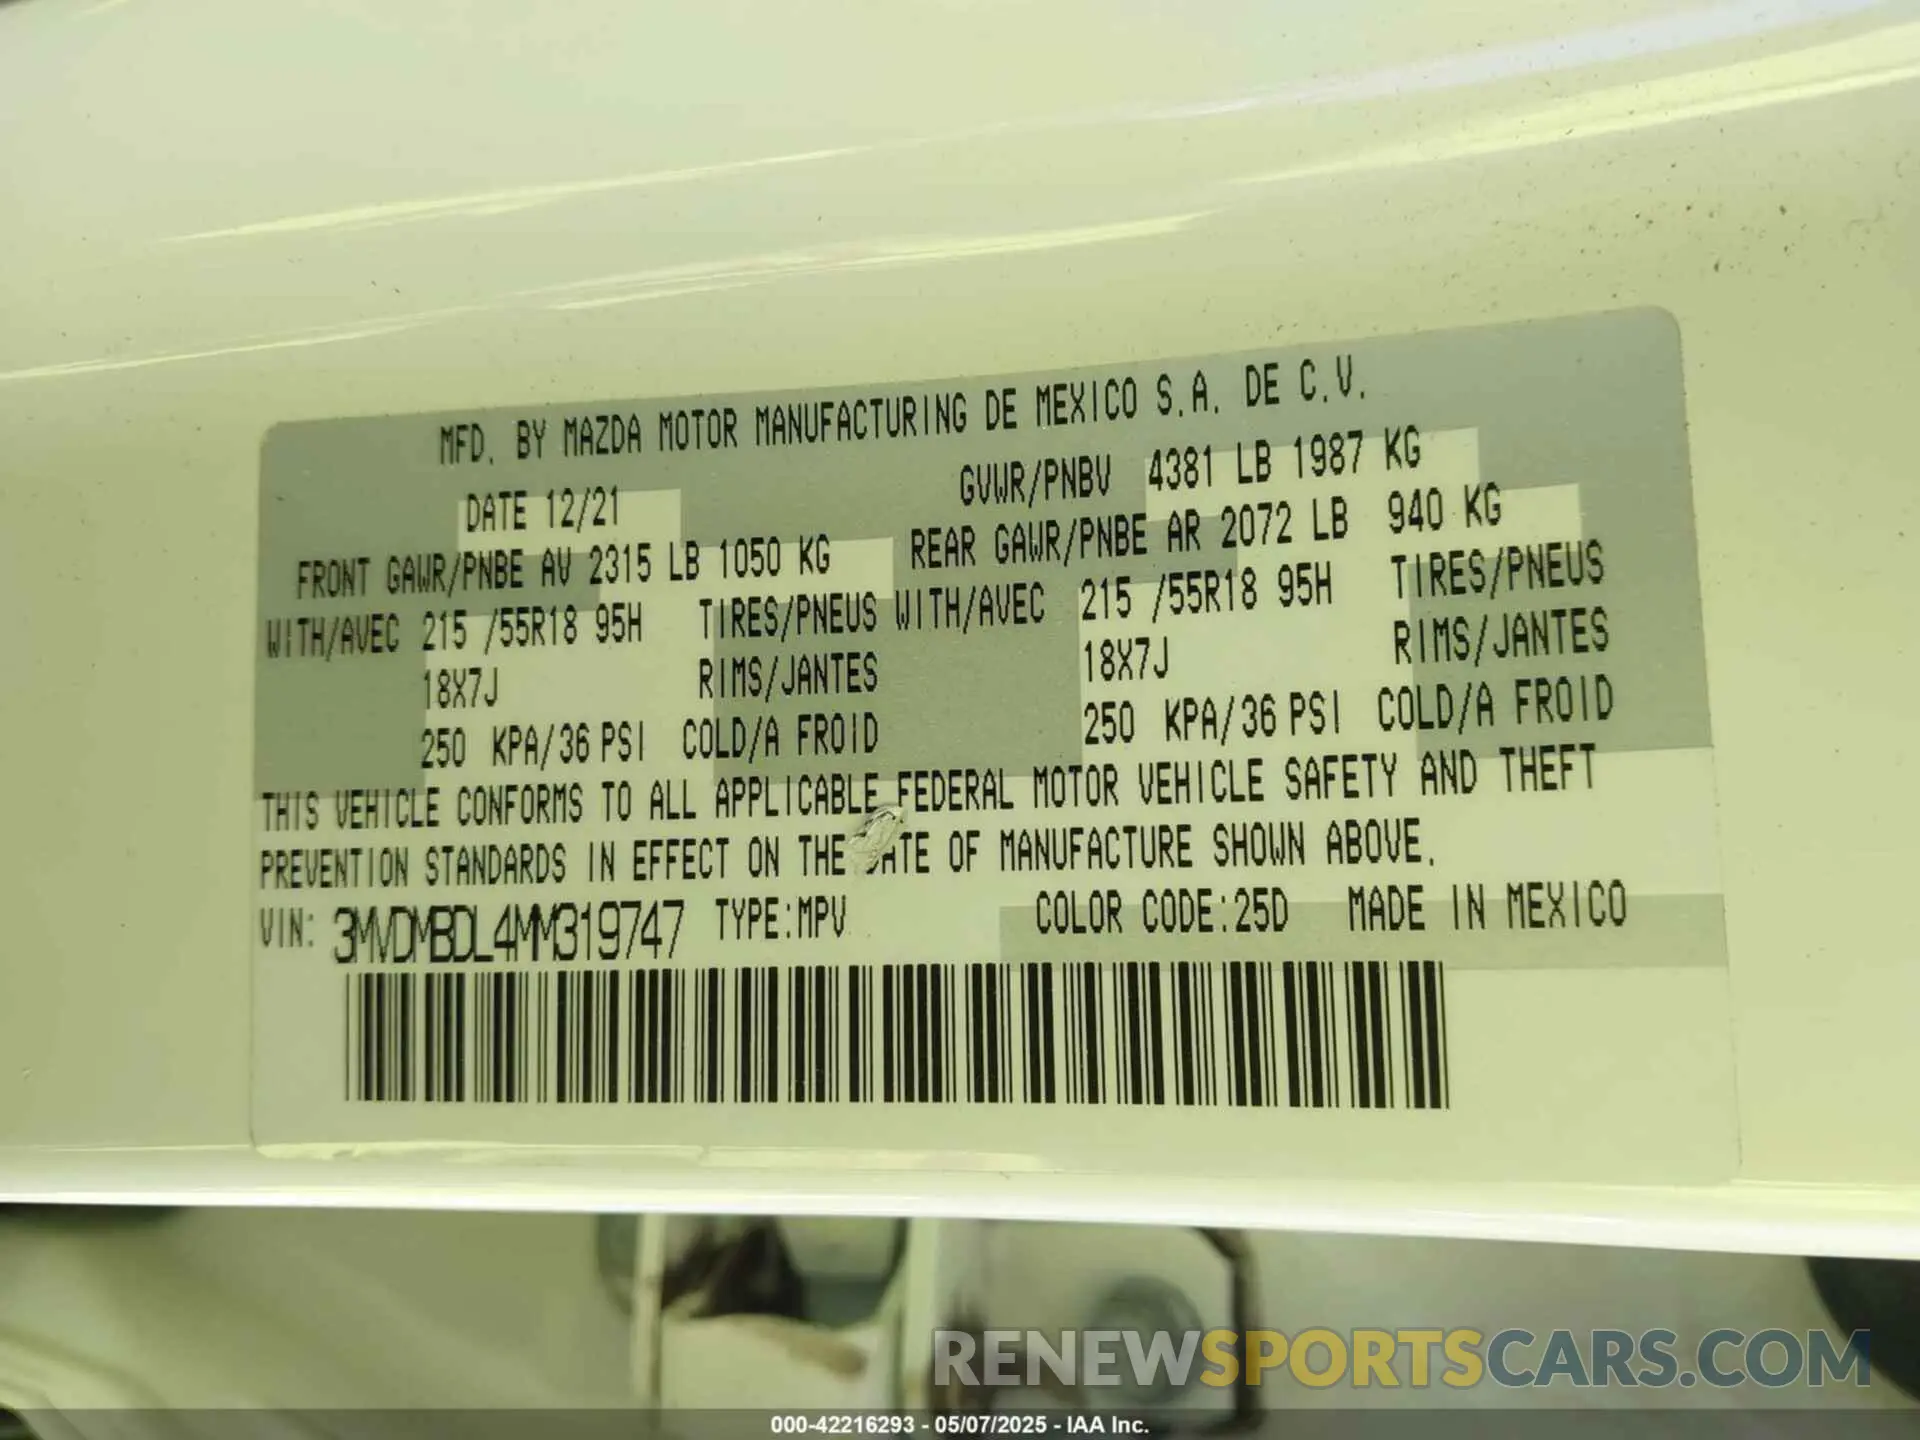 MFD. BY MAZDA MOTOR MANUFACTURING DE MEXICO S.A. DE C.V.
DATE 12/21 GVWR/PNBV 4381 LB 1987 KG
FRONT GAWR/PNBE AV 2315 LB 1050 KG REAR GAWR/PNBE AR 2072 LB 940 KG
WITH/AVEC 215 /55R18 95H TIRES/PNEUS WITH/AVEC 215 /55R18 95H TIRES/PNEUS
18X7J RIMS/JANTES 18X7J RIMS/JANTES
250 KPA/36 PSI COLD/A FROID 250 KPA/36 PSI COLD/A FROID
THIS VEHICLE CONFORMS TO ALL APPLICABLE FEDERAL MOTOR VEHICLE SAFETY AND THEFT
PREVENTION STANDARDS IN EFFECT ON THE DATE OF MANUFACTURE SHOWN ABOVE.
VIN: 3MVDMBDL4MM319747 TYPE:MPV COLOR CODE:25D MADE IN MEXICO
RENEWSPORTSCARS.COM
000-42216293 - 05/07/2025 - IAA Inc.